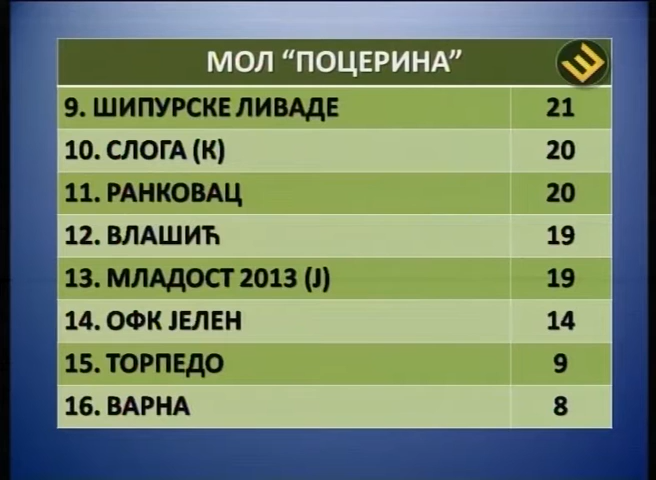 МОЛ “ПОЦЕРИНА”
9. ШИПУРСКЕ ЛИВАДЕ 21
10. СЛОГА (К) 20
11. РАНКОВАЦ 20
12. ВЛАШИЋ 19
13. МЛАДОСТ 2013 (Ј) 19
14. ОФК ЈЕЛЕН 14
15. ТОРПЕДО 9
16. ВАРНА 8